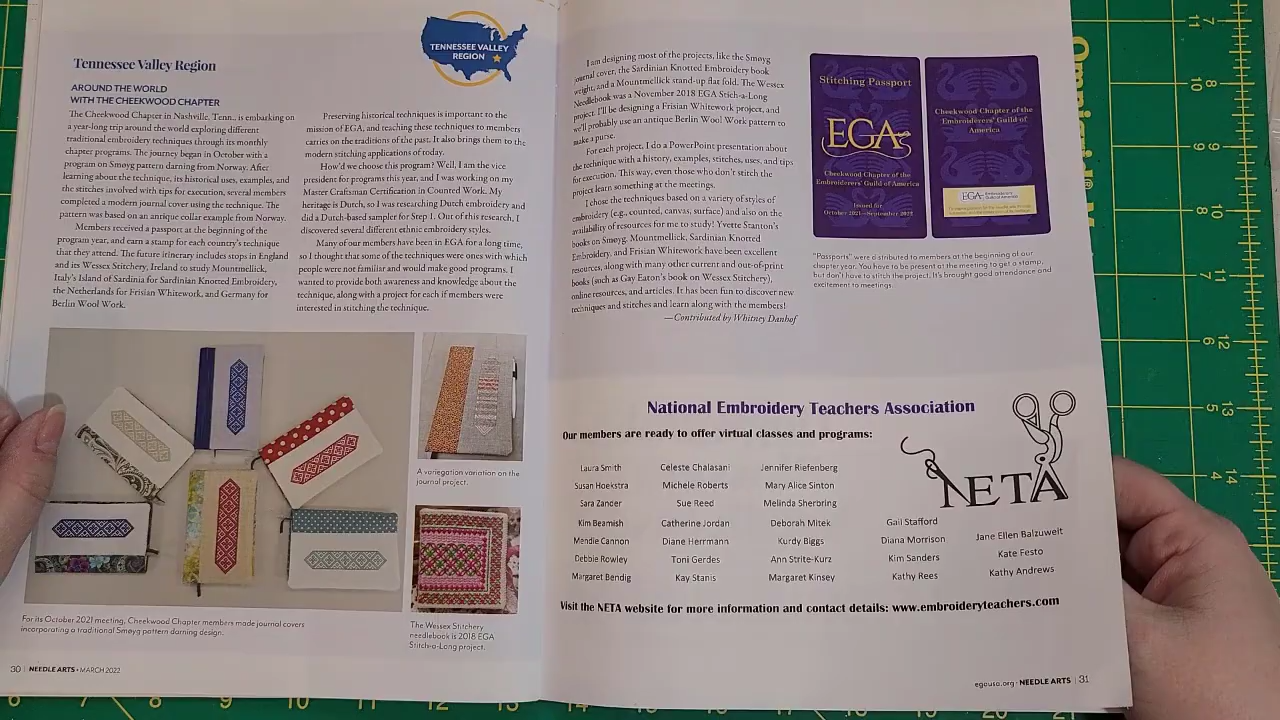 Tennessee Valley Region
TENNESSEE VALLEY
REGION
AROUND THE WORLD
WITH THE CHEEKWOOD CHAPTER
The Cheekwood Chapter in Nashville, Tenn., is embarking on
a year-long trip around the world exploring different
traditional embroidery techniques through its monthly
chapter programs. The journey began in October with a
program on Smøyg pattern darning from Norway. After
learning about the technique, its historical uses, examples, and
the stitches involved with tips for execution, several members
completed a modern journal cover using the technique. The
pattern was based on an antique collar example from Norway.
Members received a passport at the beginning of the
program year, and earn a stamp for each country's technique
that they attend. The future itinerary includes stops in England
and its Wessex Stitchery, Ireland to study Mountmellick,
Italy's Island of Sardinia for Sardinian Knotted Embroidery,
the Netherlands for Frisian Whitework, and Germany for
Berlin Wool Work.
Preserving historical techniques is important to the
mission of EGA, and teaching these techniques to members
carries on the traditions of the past. It also brings them to the
modern stitching applications of today.
How'd we get this program? Well, I am the vice
president for programs this year, and I was working on my
Master Craftsman Certification in Counted Work. My
heritage is Dutch, so I was researching Dutch embroidery and
did a Dutch-based sampler for Step 1. Out of this research, I
discovered several different ethnic embroidery styles.
Many of our members have been in EGA for a long time,
so I thought that some of the techniques were ones with which
people were not familiar and would make good programs. I
wanted to provide both awareness and knowledge about the
technique, along with a project for each if members were
interested in stitching the technique.
For its October 2021 meeting, Cheekwood Chapter members made journal covers
incorporating a traditional Smøyg pattern darning design.
A variegation variation on the
journal project.
The Wessex Stitchery
needlebook is 2018 EGA
Stitch-a-Long project.
30 | NEEDLE ARTS • MARCH 2022
I am designing most of the projects, like the Smøyg
journal cover, the Sardinian Knotted Embroidery book
weight, and a Mountmellick stand-up flat fold. The Wessex
Needlebook was a November 2018 EGA Stich-a-Long
project. I'll be designing a Frisian Whitework project, and
we'll probably use an antique Berlin Wool Work pattern to
make a purse.
For each project, I do a PowerPoint presentation about
the technique with a history, examples, stitches, uses, and tips
for execution. This way, even those who don't stitch the
project learn something at the meetings.
I chose the techniques based on a variety of styles of
embroidery (e.g., counted, canvas, surface) and also on the
availability of resources for me to study! Yvette Stanton's
books on Smøyg, Mountmellick, Sardinian Knotted
Embroidery, and Frisian Whitework have been excellent
resources, along with many other current and out-of-print
books (such as Gay Eaton's book on Wessex Stitchery),
online resources, and articles. It has been fun to discover new
techniques and stitches and learn along with the members!
—Contributed by Whitney Danhof
Stitching Passport
EGA
Cheekwood Chapter of the
Embroiderers' Guild of America
Issued for
October 2021—September 2022
Cheekwood Chapter of the
Embroiderers' Guild of
America
EGA Embroiderers'
Guild of America
"Passports" were distributed to members at the beginning of our
chapter year. You have to be present at the meeting to get a stamp,
but don't have to stitch the project. It's brought good attendance and
excitement to meetings.
National Embroidery Teachers Association
Our members are ready to offer virtual classes and programs:
NETA
Laura Smith Celeste Chalasani Jennifer Riefenberg
Susan Hoekstra Michele Roberts Mary Alice Sinton
Sara Zander Sue Reed Melinda Sherbring
Kim Beamish Catherine Jordan Deborah Mitek Gail Stafford
Mendie Cannon Diane Herrmann Kurdy Biggs Diana Morrison Jane Ellen Balzuweit
Debbie Rowley Toni Gerdes Ann Strite-Kurz Kim Sanders Kate Festo
Margaret Bendig Kay Stanis Margaret Kinsey Kathy Rees Kathy Andrews
Visit the NETA website for more information and contact details: www.embroideryteachers.com
egausa.org • NEEDLE ARTS | 31